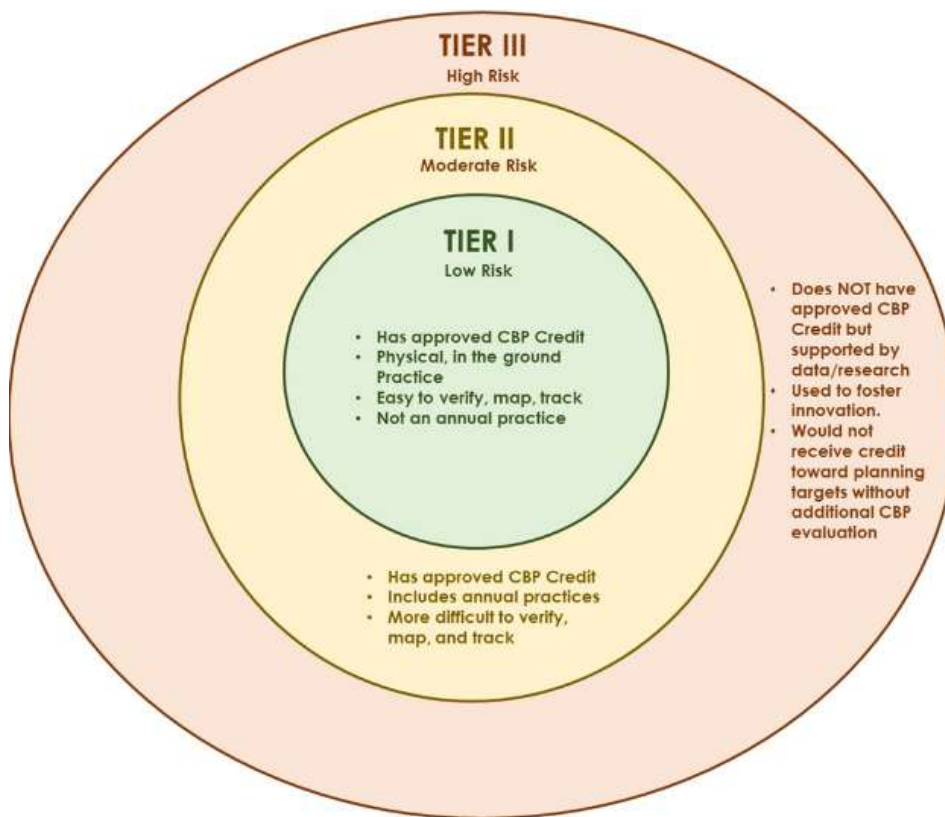 TIER III
High Risk
TIER II
Moderate Risk
TIER I
Low Risk
• Has approved CBP Credit
• Physical, in the ground
Practice
• Easy to verify, map, track
• Not an annual practice
• Does NOT have
approved CBP
Credit but
supported by
data/research
• Used to foster
innovation.
• Would not
receive credit
toward planning
targets without
additional CBP
evaluation
• Has approved CBP Credit
• Includes annual practices
• More difficult to verify,
map, and track